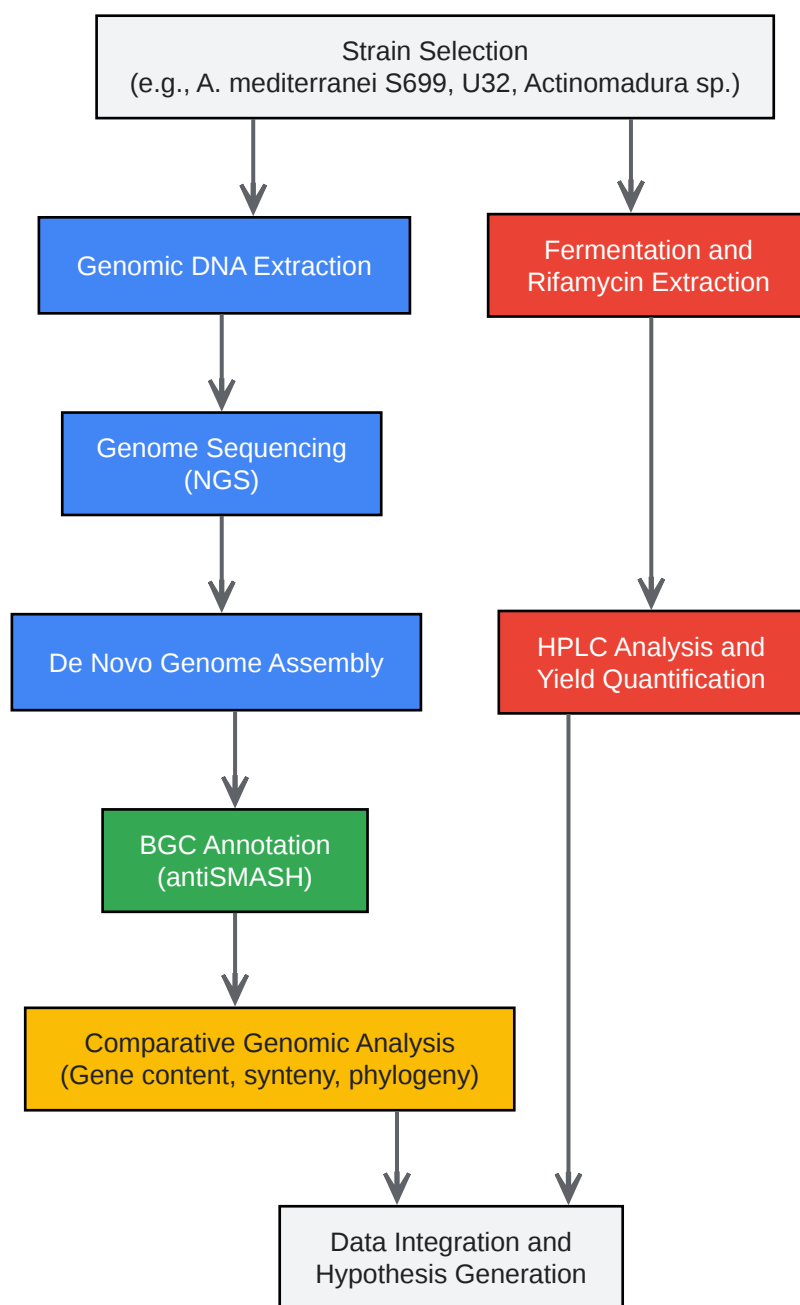 Strain Selection
(e.g., A. mediterranei S699, U32, Actinomadura sp.)
Genomic DNA Extraction
Fermentation and
Rifamycin Extraction
Genome Sequencing
(NGS)
De Novo Genome Assembly
HPLC Analysis and
Yield Quantification
BGC Annotation
(antiSMASH)
Comparative Genomic Analysis
(Gene content, synteny, phylogeny)
Data Integration and
Hypothesis Generation